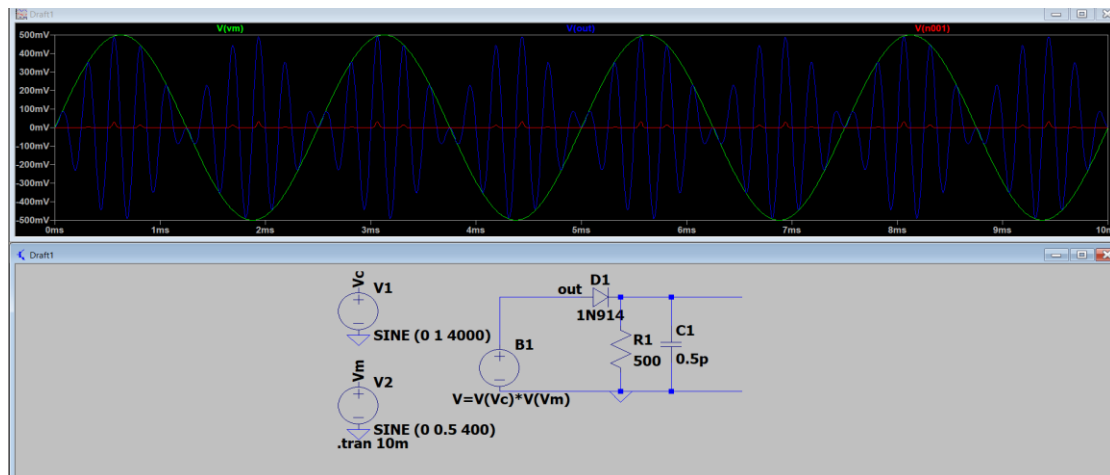 Draft1
V(vm) V(out) V(n001)
500mV
400mV
300mV
200mV
100mV
0mV
-100mV
-200mV
-300mV
-400mV
-500mV
0ms 1ms 2ms 3ms 4ms 5ms 6ms 7ms 8ms 9ms 10m
Draft1
Vc
V1
SINE (0 1 4000)
Vm
V2
SINE (0 0.5 400)
.tran 10m
B1
V=V(Vc)*V(Vm)
out
D1
1N914
R1
500
C1
0.5p